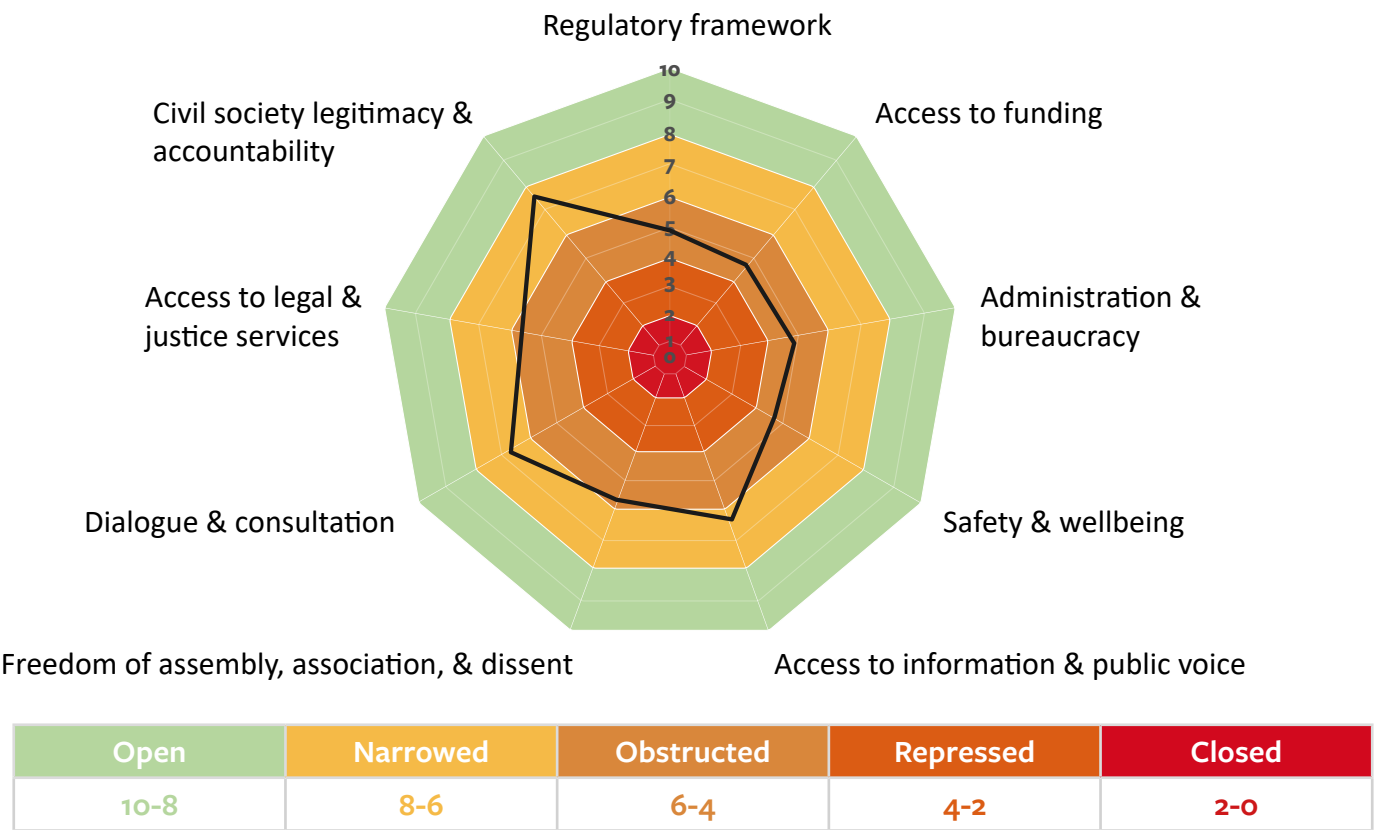 Regulatory framework
10
9
8
7
6
5
4
3
2
1
0
Civil society legitimacy &
accountability
Access to funding
Access to legal &
justice services
Administration &
bureaucracy
Dialogue & consultation
Safety & wellbeing
Freedom of assembly, association, & dissent
Access to information & public voice
Open Narrowed Obstructed Repressed Closed
10-8 8-6 6-4 4-2 2-0